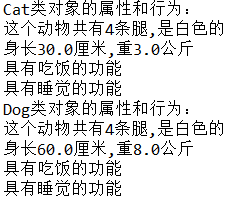 Cat类对象的属性和行为:
这个动物共有4条腿,是白色的
身长30.0厘米,重3.0公斤
具有吃饭的功能
具有睡觉的功能
Dog类对象的属性和行为:
这个动物共有4条腿,是白色的
身长60.0厘米,重8.0公斤
具有吃饭的功能
具有睡觉的功能